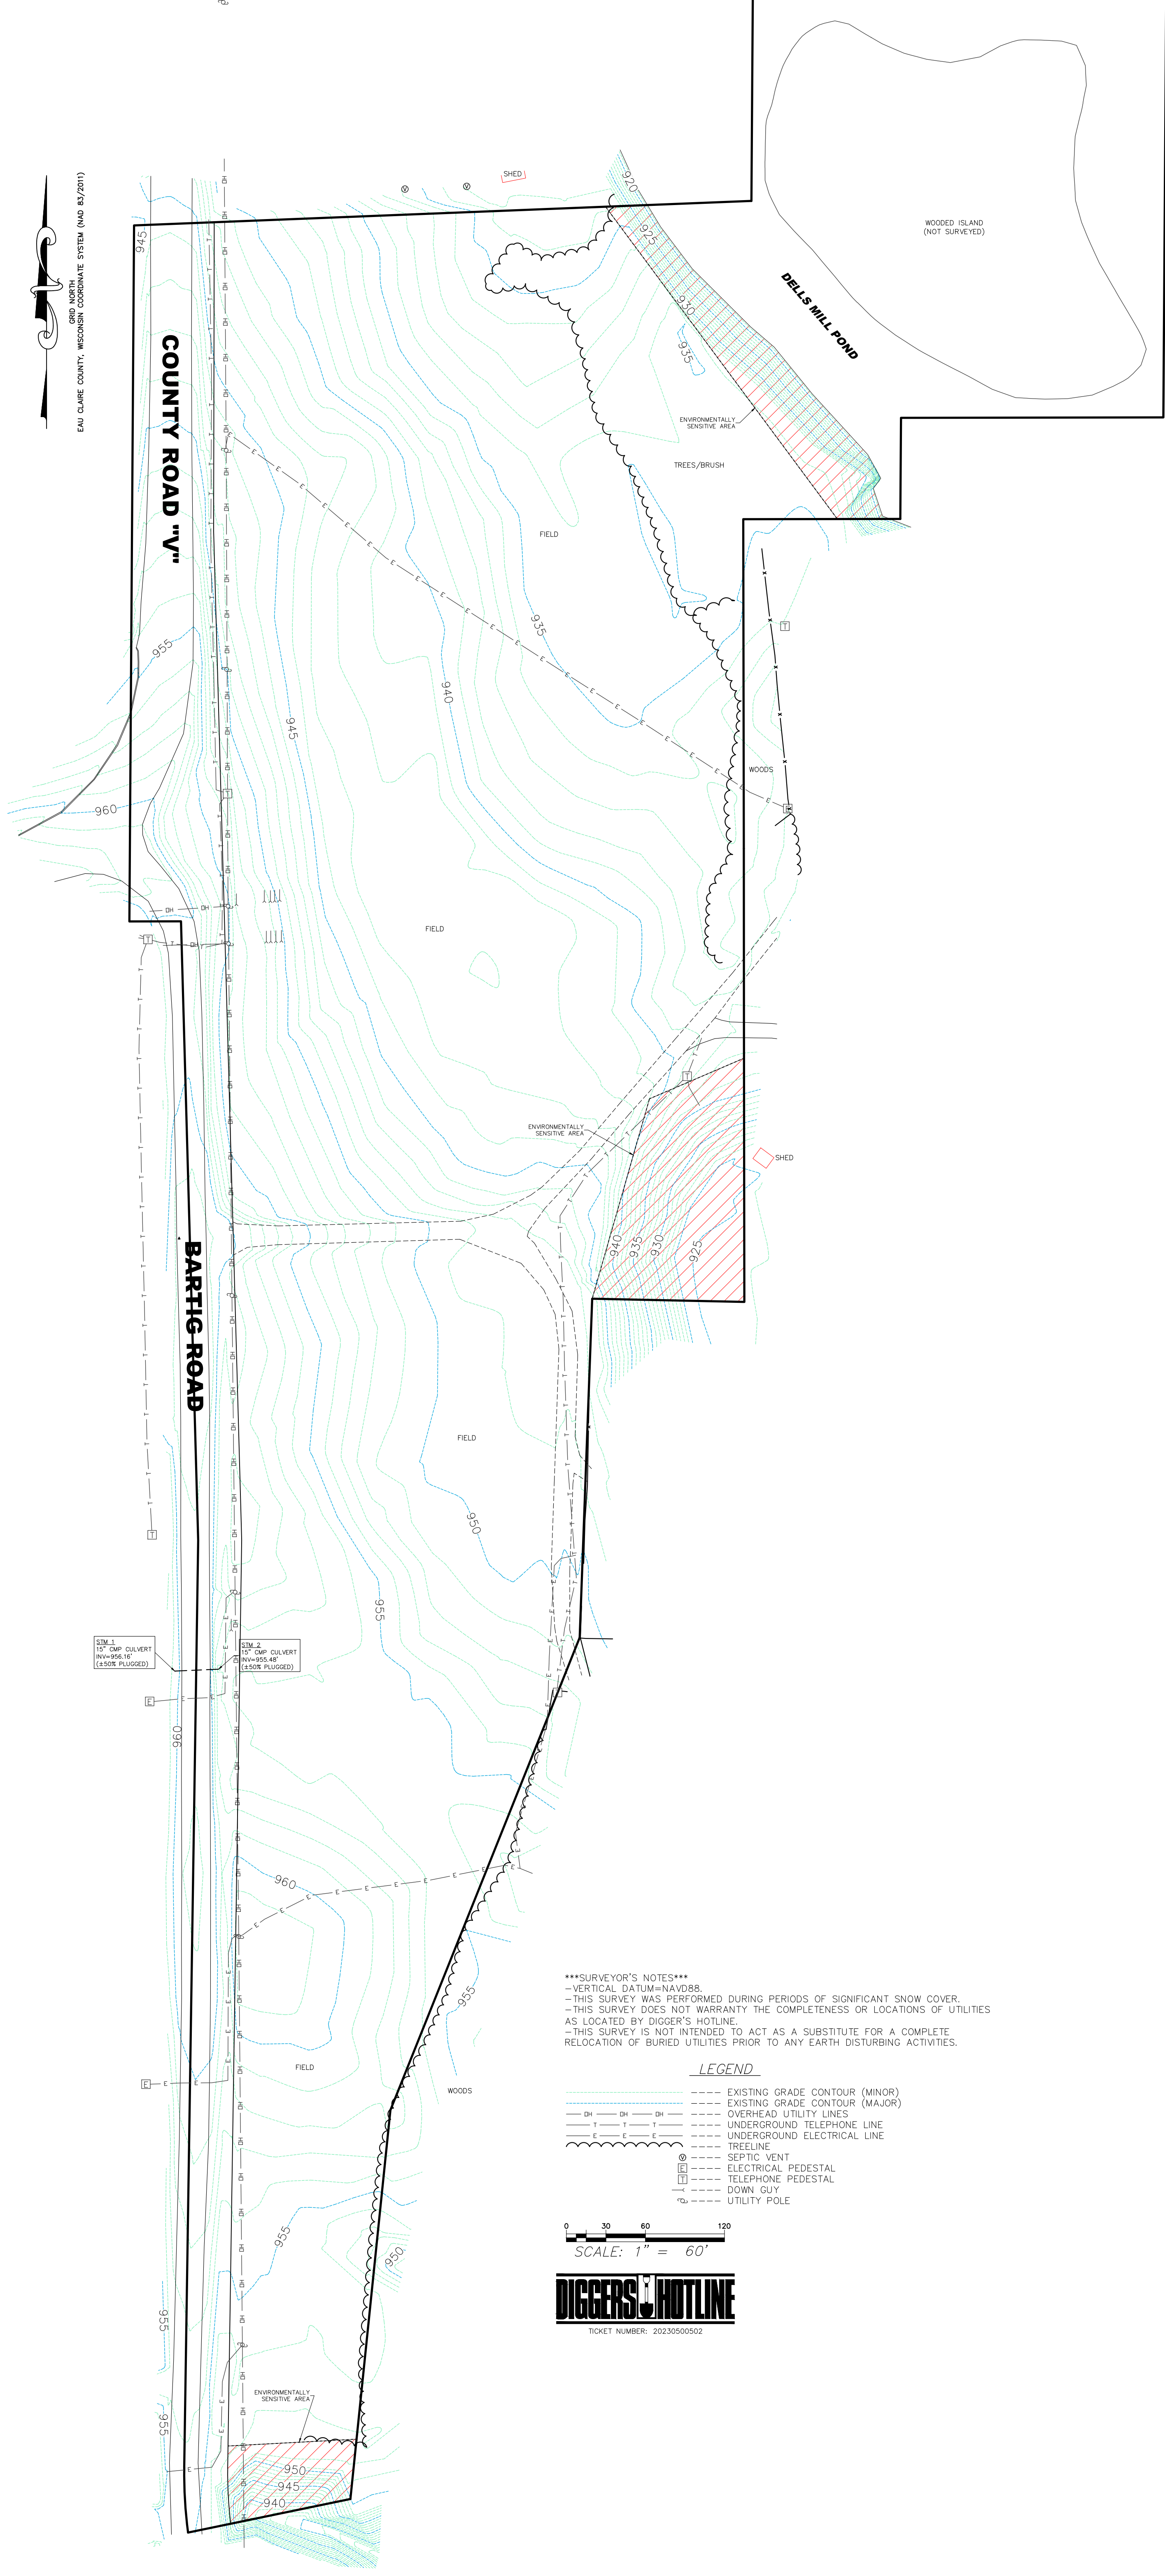 SHED
920
925
930
935
945
WOODED ISLAND
(NOT SURVEYED)
DELLS MILL POND
GRID NORTH
EAU CLAIRE COUNTY, WISCONSIN COORDINATE SYSTEM (NAD 83/2011)
COUNTY ROAD "V"
ENVIRONMENTALLY
SENSITIVE AREA
TREES/BRUSH
FIELD
935
955
940
945
T
WOODS
E
960
T
FIELD
T
T
ENVIRONMENTALLY
SENSITIVE AREA
SHED
940
935
930
925
BARTIG ROAD
FIELD
950
T
955
STM 1
15" CMP CULVERT
INV=956.16'
(±50% PLUGGED)
STM 2
15" CMP CULVERT
INV=955.48'
(±50% PLUGGED)
E
960
960
955
FIELD
E
WOODS
955
950
955
955
ENVIRONMENTALLY
SENSITIVE AREA
950
945
940
***SURVEYOR'S NOTES***
-VERTICAL DATUM=NAVD88.
-THIS SURVEY WAS PERFORMED DURING PERIODS OF SIGNIFICANT SNOW COVER.
-THIS SURVEY DOES NOT WARRANTY THE COMPLETENESS OR LOCATIONS OF UTILITIES
AS LOCATED BY DIGGER'S HOTLINE.
-THIS SURVEY IS NOT INTENDED TO ACT AS A SUBSTITUTE FOR A COMPLETE
RELOCATION OF BURIED UTILITIES PRIOR TO ANY EARTH DISTURBING ACTIVITIES.
LEGEND
---- EXISTING GRADE CONTOUR (MINOR)
---- EXISTING GRADE CONTOUR (MAJOR)
OH OH OH ---- OVERHEAD UTILITY LINES
T T T ---- UNDERGROUND TELEPHONE LINE
E E E ---- UNDERGROUND ELECTRICAL LINE
---- TREELINE
V ---- SEPTIC VENT
E ---- ELECTRICAL PEDESTAL
T ---- TELEPHONE PEDESTAL
---- DOWN GUY
---- UTILITY POLE
0 30 60 120
SCALE: 1" = 60'
DIGGERS HOTLINE
TICKET NUMBER: 20230500502